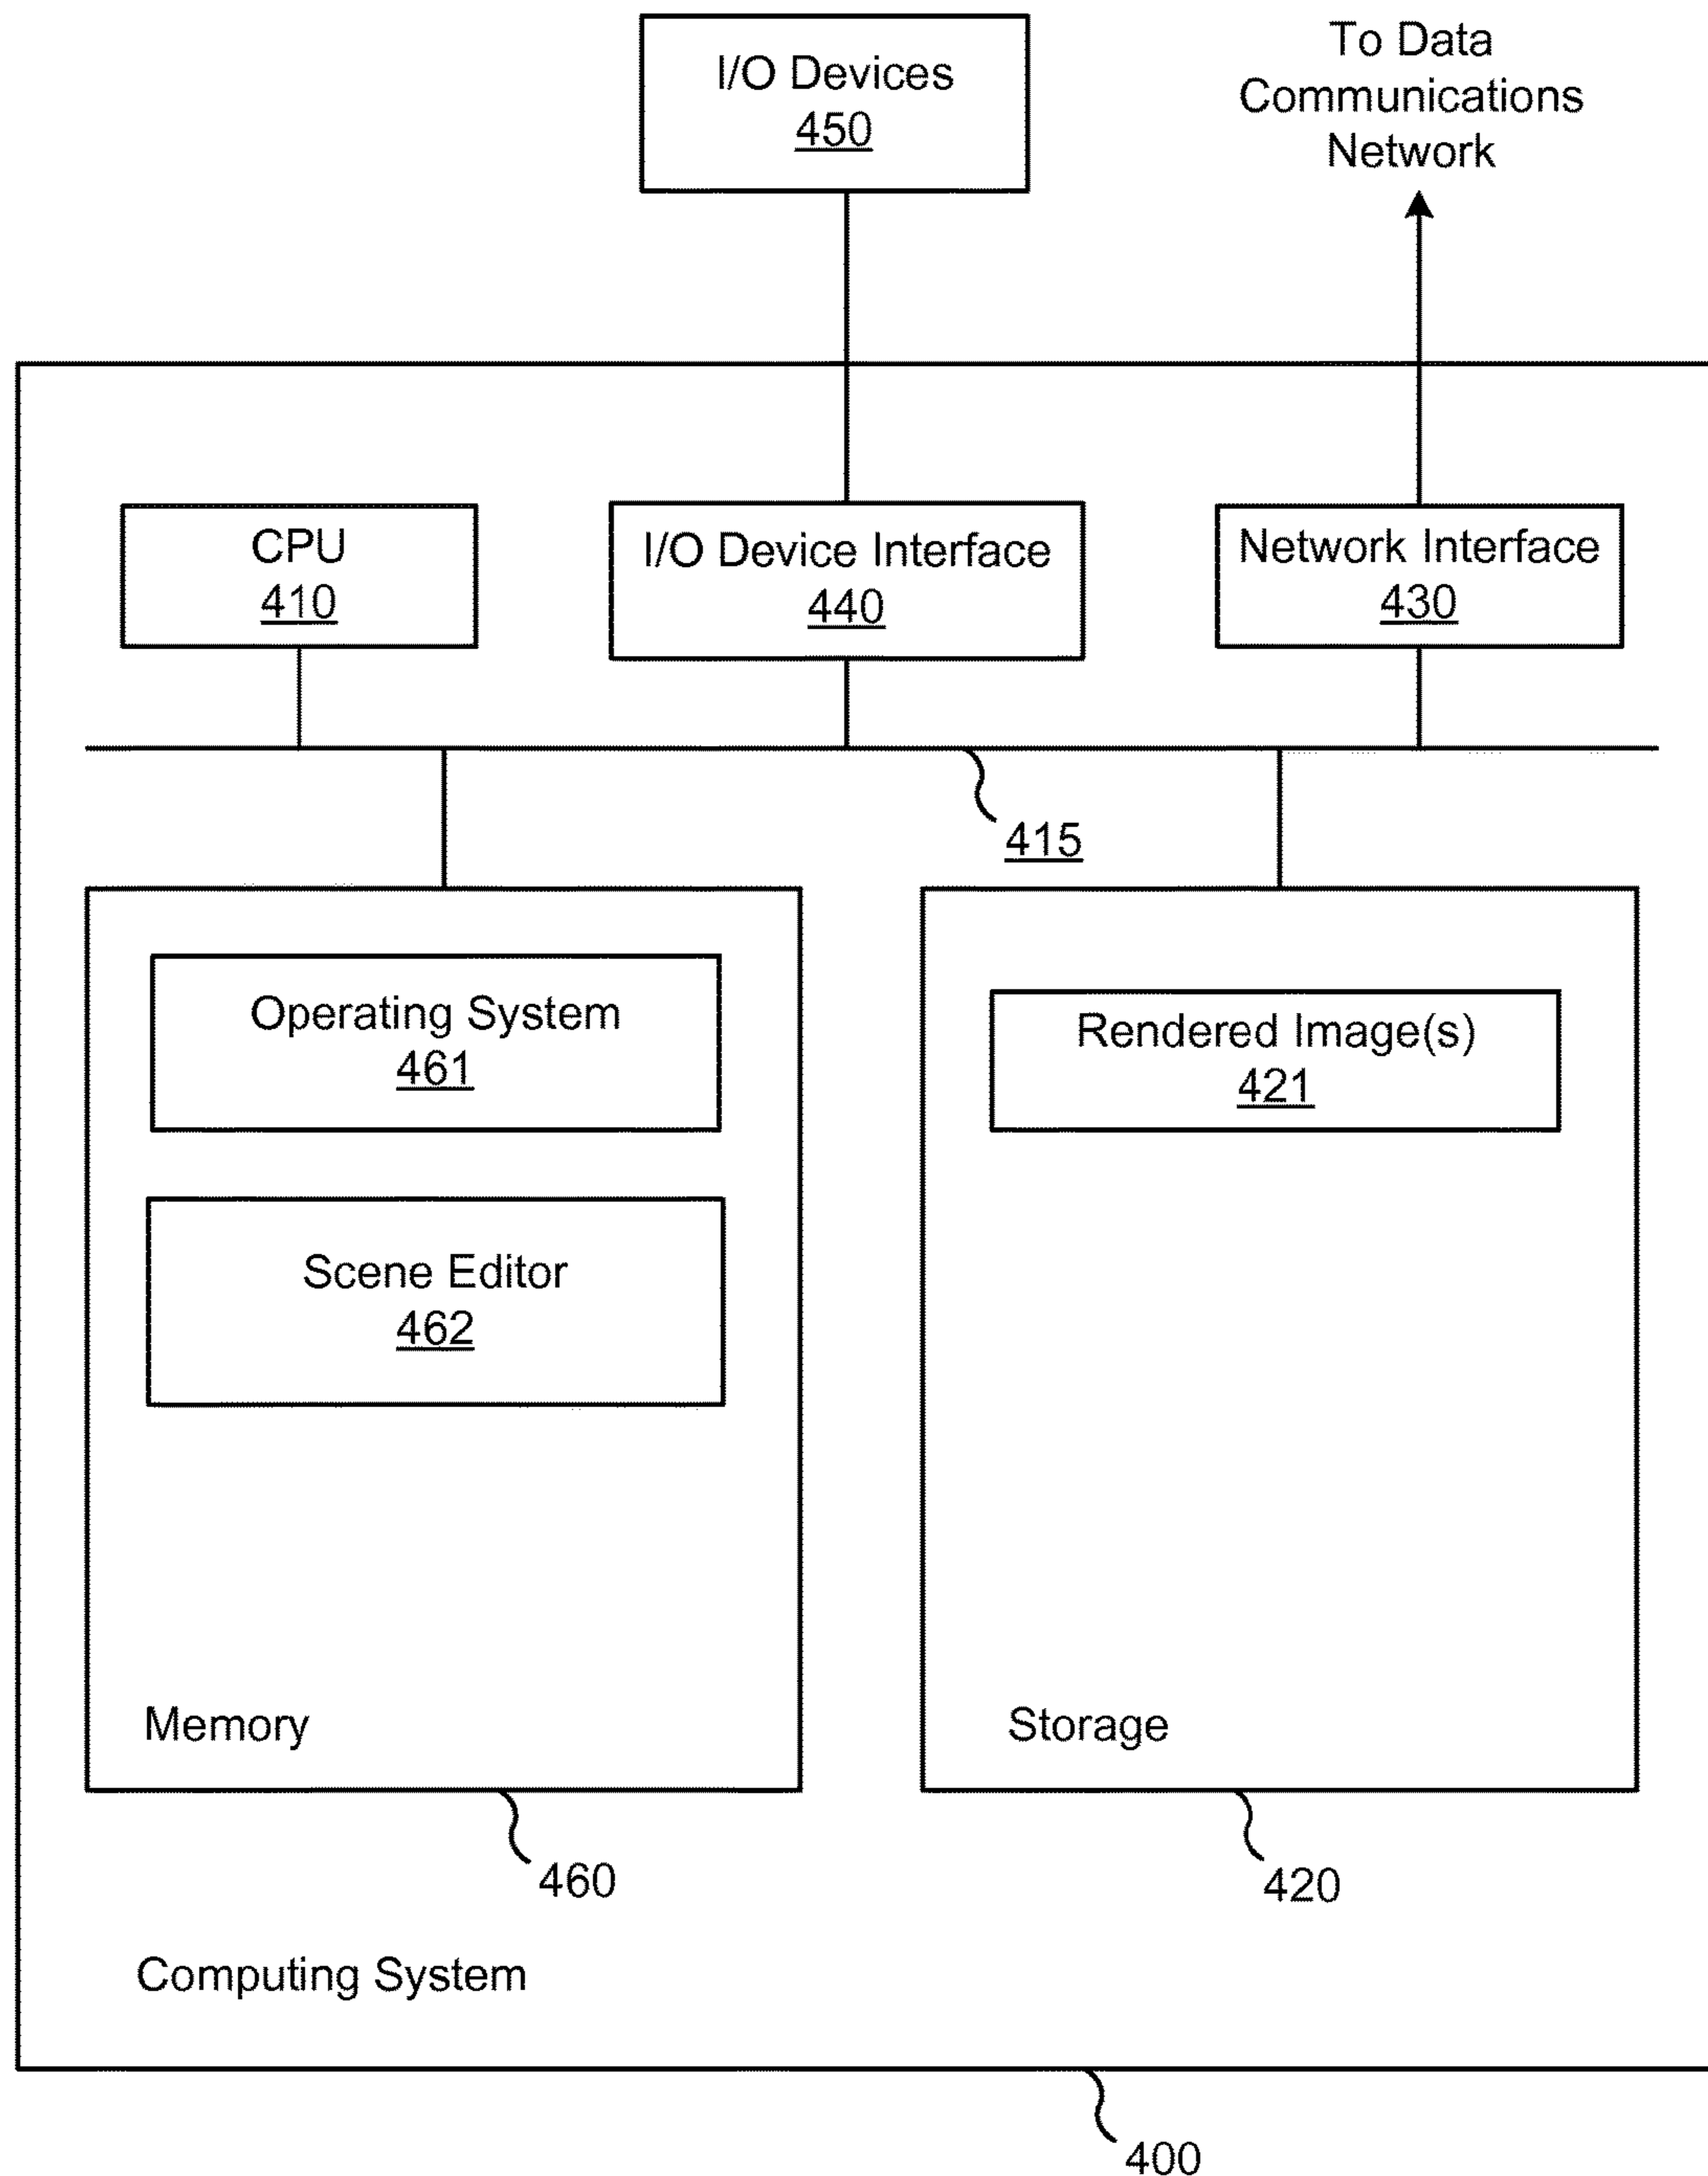 I/O Devices
450
To Data
Communications
Network
CPU
410
I/O Device Interface
440
Network Interface
430
415
Operating System
461
Scene Editor
462
Memory
460
Rendered Image(s)
421
Storage
420
Computing System
400